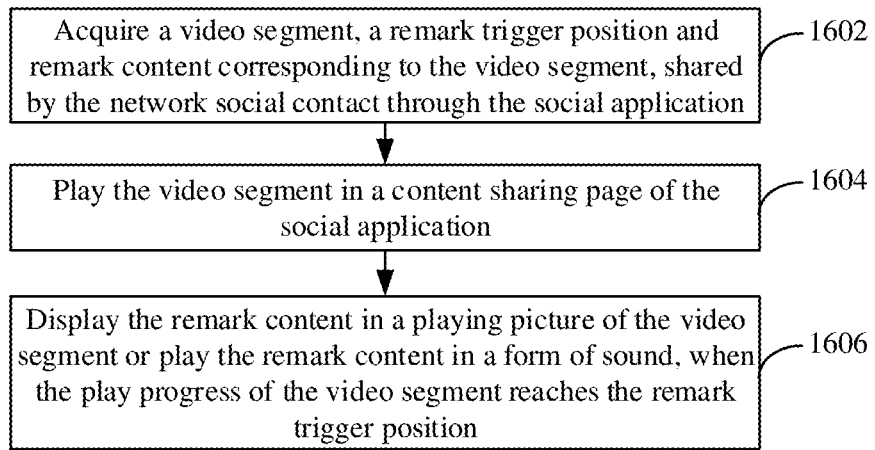 Acquire a video segment, a remark trigger position and
remark content corresponding to the video segment, shared
by the network social contact through the social application
1602
Play the video segment in a content sharing page of the
social application
1604
Display the remark content in a playing picture of the video
segment or play the remark content in a form of sound, when
the play progress of the video segment reaches the remark
trigger position
1606